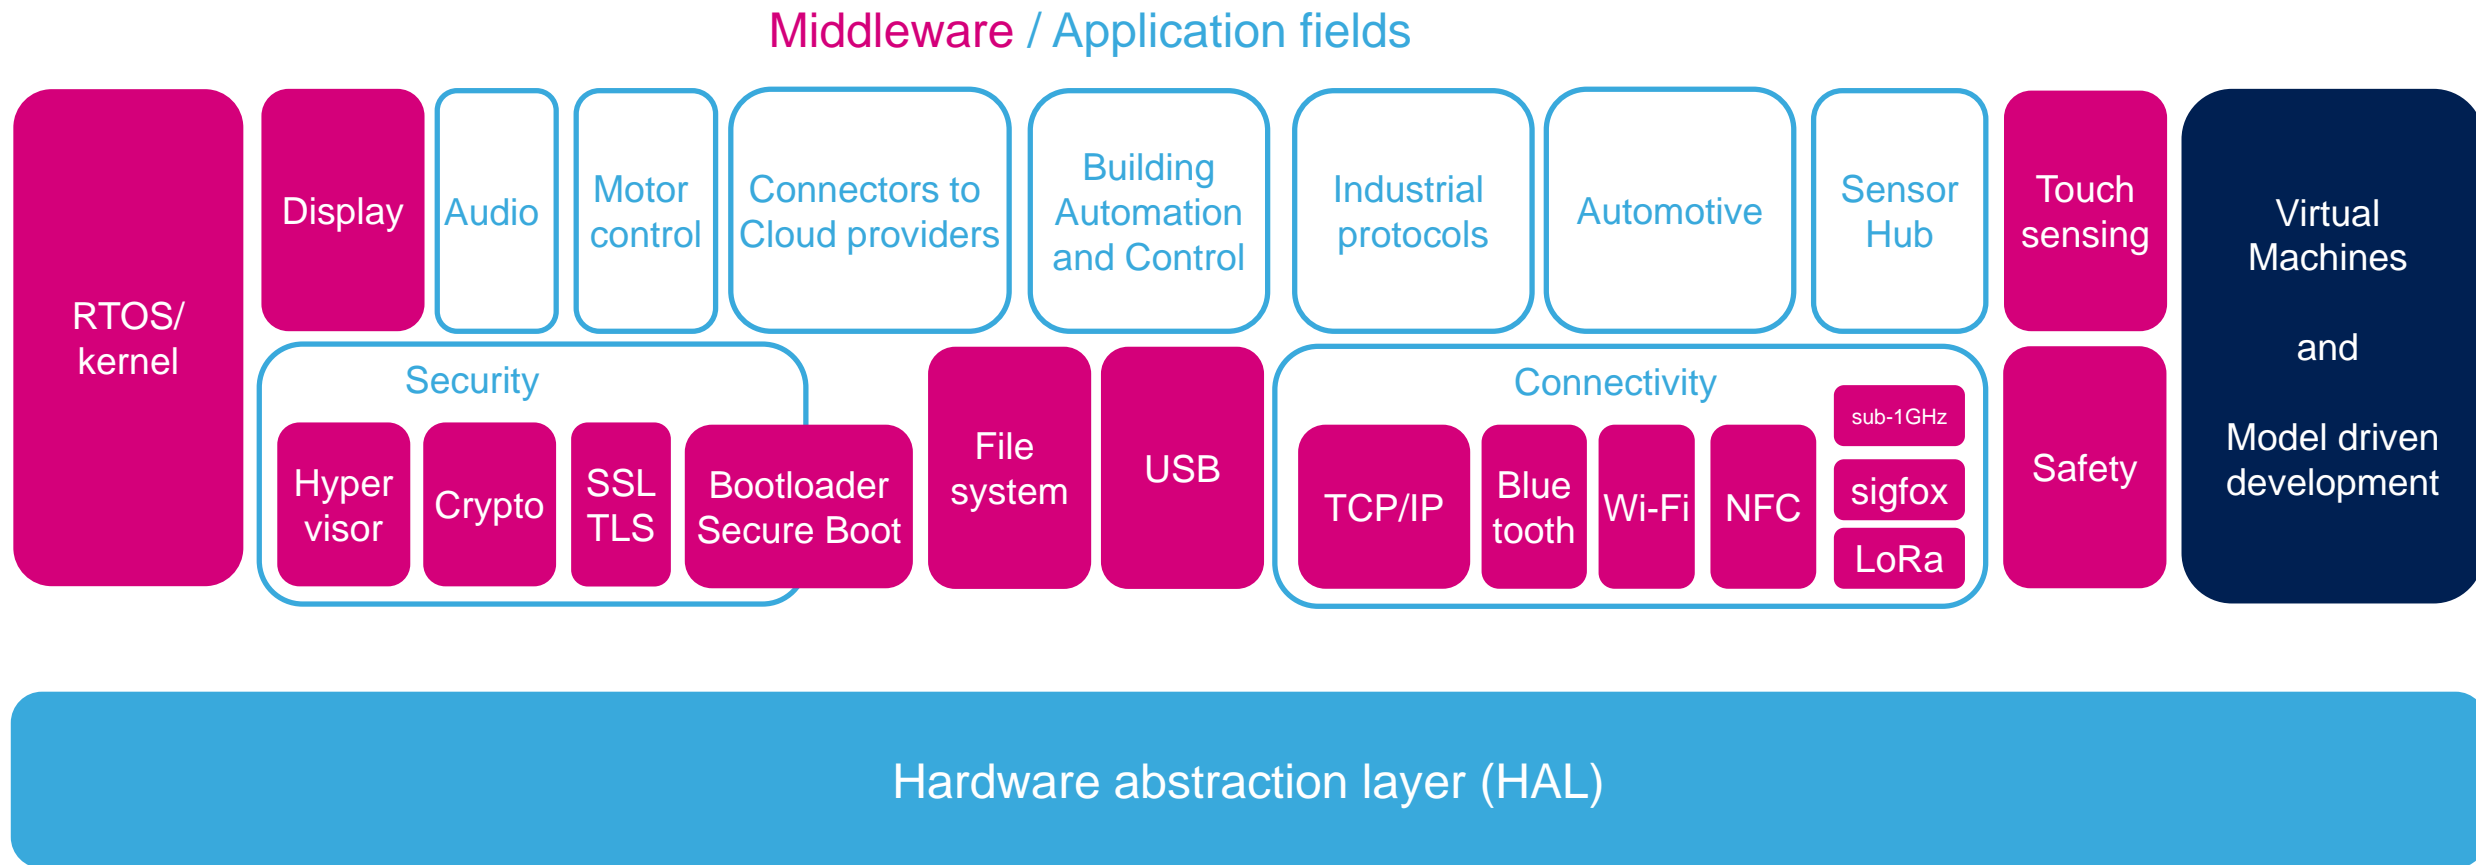 Middleware / Application fields
RTOS/
kernel
Display
Audio
Motor
control
Connectors to
Cloud providers
Building
Automation
and Control
Industrial
protocols
Automotive
Sensor
Hub
Touch
sensing
Virtual
Machines
and
Model driven
development
Security
Hyper
visor
Crypto
SSL
TLS
Bootloader
Secure Boot
File
system
USB
Connectivity
TCP/IP
Blue
tooth
Wi-Fi
NFC
sub-1GHz
sigfox
LoRa
Safety
Hardware abstraction layer (HAL)